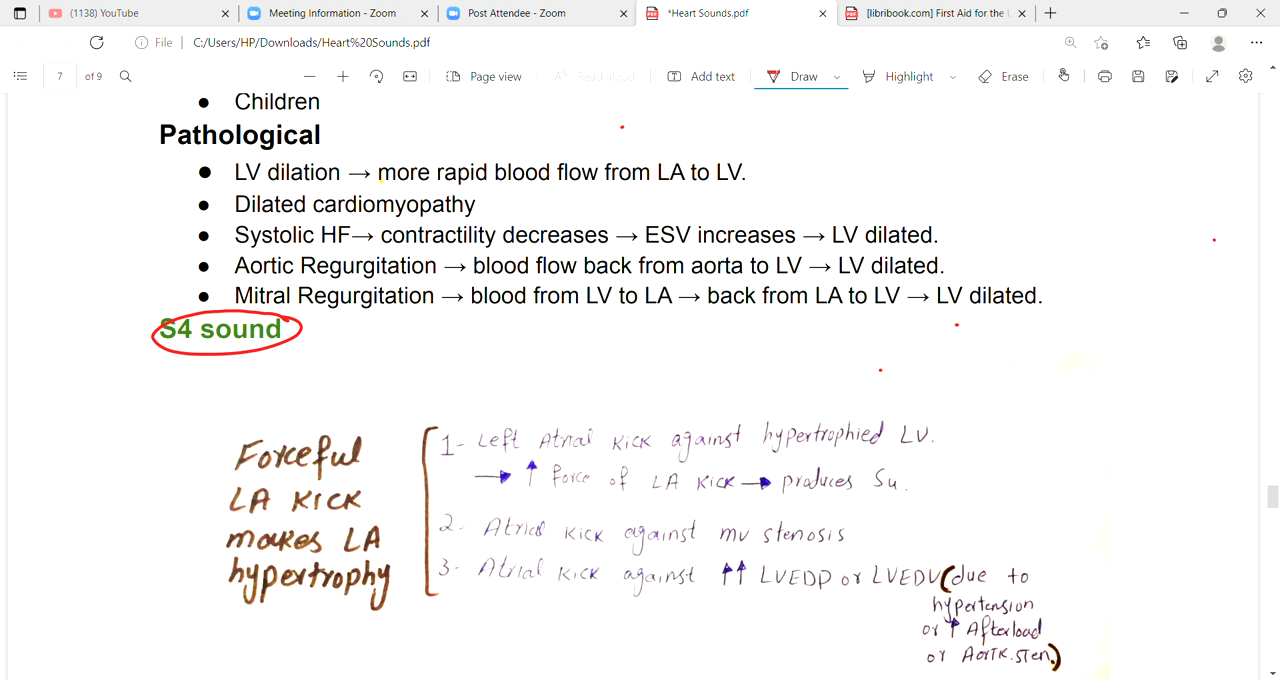 (1138) YouTube
Meeting Information - Zoom
Post Attendee - Zoom
*Heart Sounds.pdf
[libribook.com] First Aid for the
File
C:/Users/HP/Downloads/Heart%20Sounds.pdf
7 of 9
Page view
Read aloud
Add text
Draw
Highlight
Erase
● Children
Pathological
● LV dilation → more rapid blood flow from LA to LV.
● Dilated cardiomyopathy
● Systolic HF→ contractility decreases → ESV increases → LV dilated.
● Aortic Regurgitation → blood flow back from aorta to LV → LV dilated.
● Mitral Regurgitation → blood from LV to LA → back from LA to LV → LV dilated.
S4 sound
Forceful
LA KICK
makes LA
hypertrophy
1- Left Atrial KICK against hypertrophied LV.
→ ↑ force of LA KICK → produces S4.
2- Atrial KICK against mv stenosis
3- Atrial KICK against ↑↑ LVEDP or LVEDV (due to
hypertension
or ↑ Afterload
or AorTK.STen.)